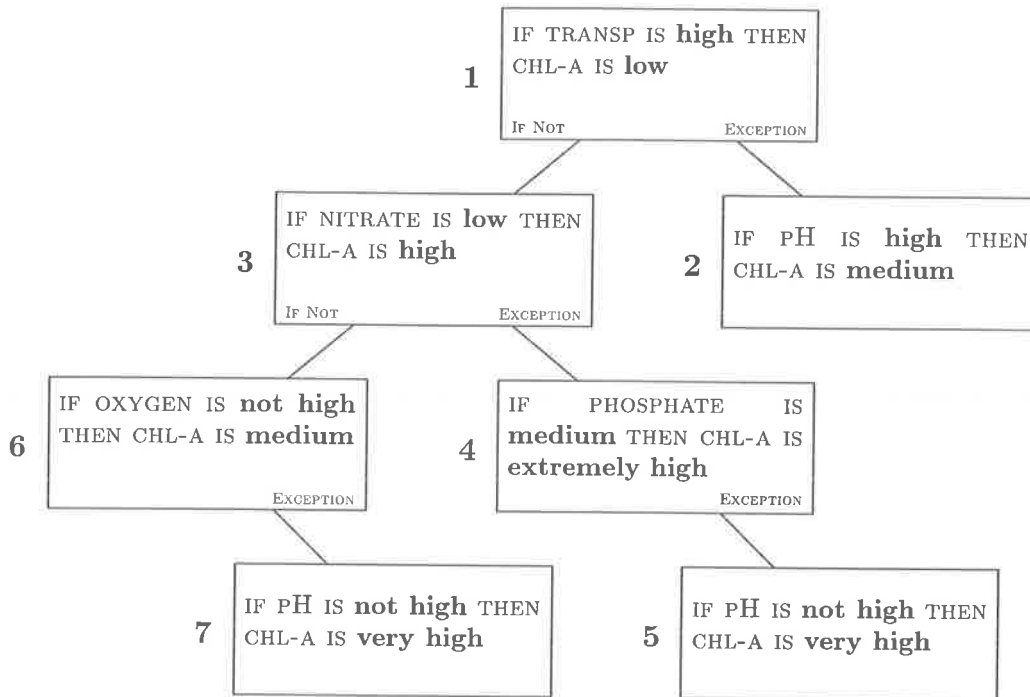 IF TRANSP IS high THEN
CHL-A IS low
1
IF NOT EXCEPTION
IF NITRATE IS low THEN
CHL-A IS high
3
IF NOT EXCEPTION
IF pH IS high THEN
CHL-A IS medium
2
IF OXYGEN IS not high
THEN CHL-A IS medium
6
EXCEPTION
IF PHOSPHATE IS
medium THEN CHL-A IS
extremely high
4
EXCEPTION
IF pH IS not high THEN
CHL-A IS very high
7
IF pH IS not high THEN
CHL-A IS very high
5